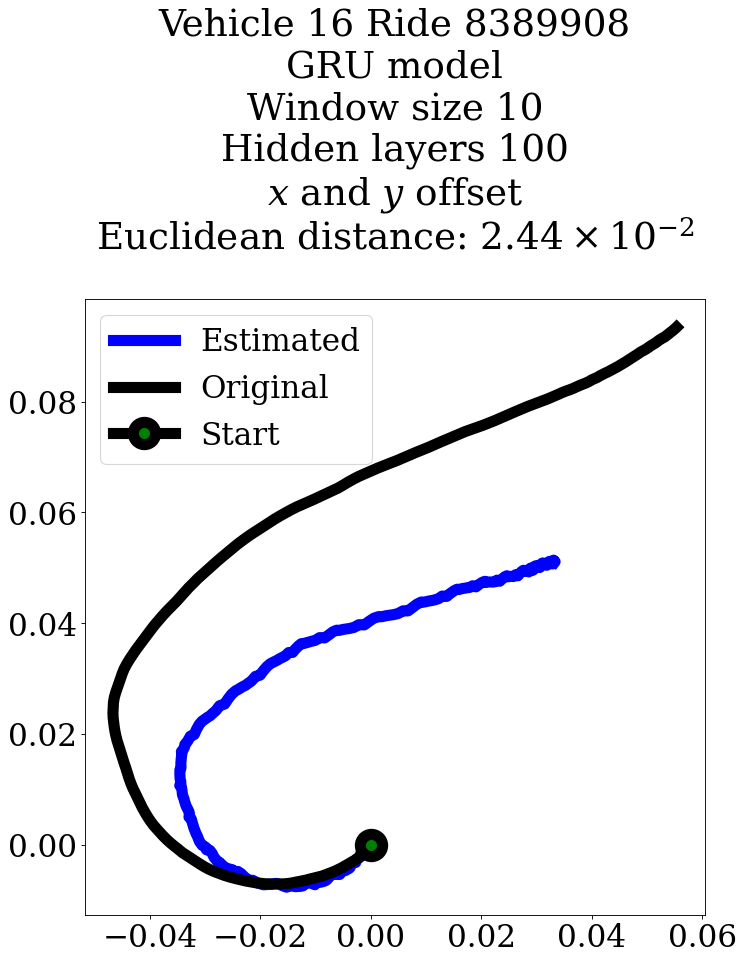 Vehicle 16 Ride 8389908
GRU model
Window size 10
Hidden layers 100
x and y offset
Euclidean distance: 2.44 × 10⁻²
Estimated
Original
Start
0.08
0.06
0.04
0.02
0.00
−0.04 −0.02 0.00 0.02 0.04 0.06